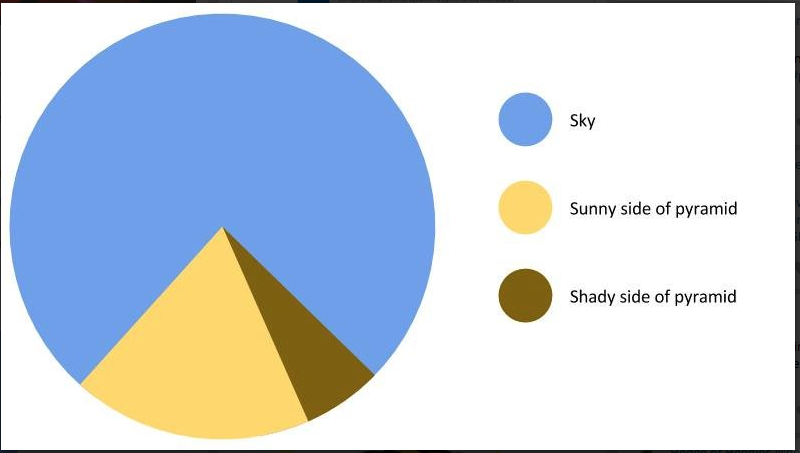 Sky
Sunny side of pyramid
Shady side of pyramid